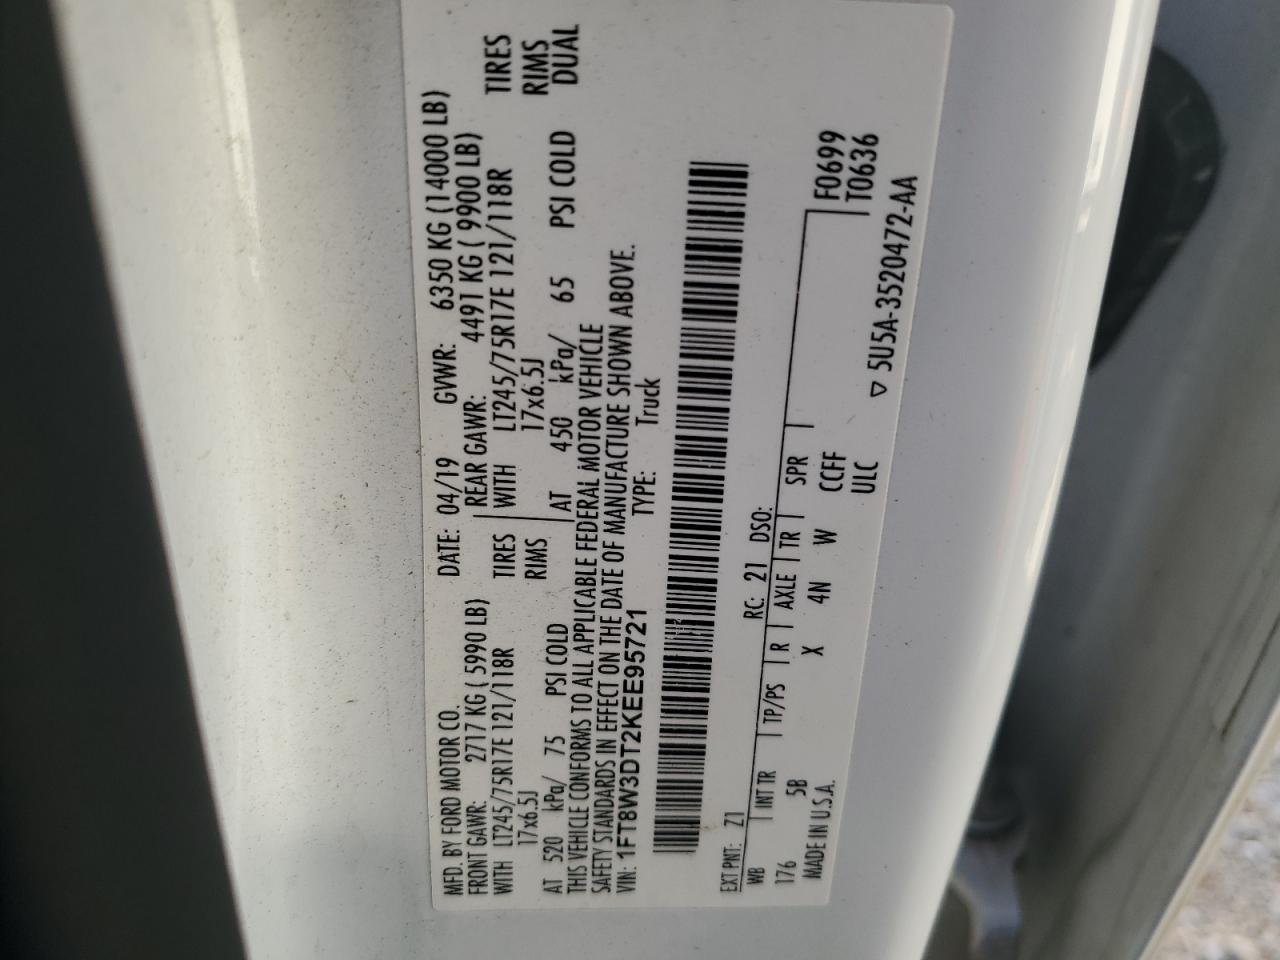 MFD. BY FORD MOTOR CO.
DATE: 04/19 GVWR: 6350 KG (14000 LB)
FRONT GAWR: 2717 KG (5990 LB) REAR GAWR: 4491 KG (9900 LB)
WITH LT245/75R17E 121/118R TIRES WITH LT245/75R17E 121/118R TIRES
17x6.5J RIMS 17x6.5J RIMS
AT 520 kPa/ 75 PSI COLD AT 450 kPa/ 65 PSI COLD DUAL
THIS VEHICLE CONFORMS TO ALL APPLICABLE FEDERAL MOTOR VEHICLE
SAFETY STANDARDS IN EFFECT ON THE DATE OF MANUFACTURE SHOWN ABOVE.
VIN: 1FT8W3DT2KEE95721 TYPE: Truck
EXT PNT: Z1 RC: 21 DSO:
WB INT TR TP/PS R AXLE TR SPR F0699
176 5B X 4N W CCFF T0636
MADE IN U.S.A. ULC
▽ 5U5A-3520472-AA